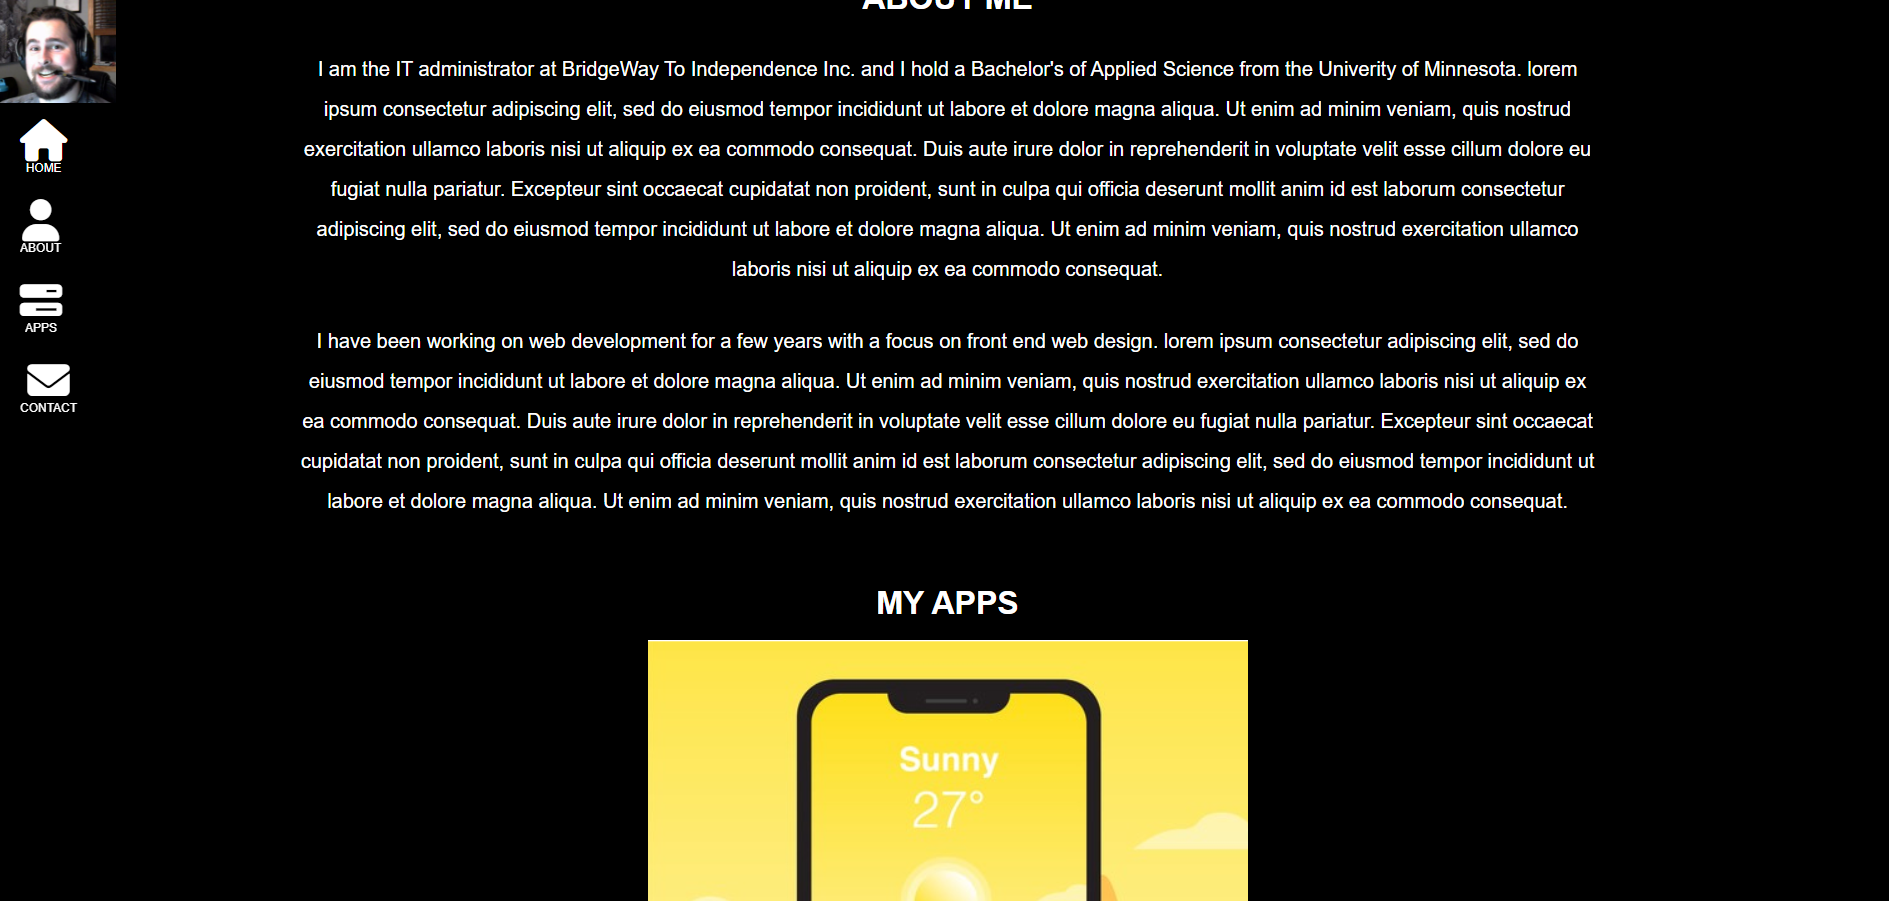 ABOUT ME
HOME
ABOUT
APPS
CONTACT
I am the IT administrator at BridgeWay To Independence Inc. and I hold a Bachelor's of Applied Science from the Univerity of Minnesota. lorem
ipsum consectetur adipiscing elit, sed do eiusmod tempor incididunt ut labore et dolore magna aliqua. Ut enim ad minim veniam, quis nostrud
exercitation ullamco laboris nisi ut aliquip ex ea commodo consequat. Duis aute irure dolor in reprehenderit in voluptate velit esse cillum dolore eu
fugiat nulla pariatur. Excepteur sint occaecat cupidatat non proident, sunt in culpa qui officia deserunt mollit anim id est laborum consectetur
adipiscing elit, sed do eiusmod tempor incididunt ut labore et dolore magna aliqua. Ut enim ad minim veniam, quis nostrud exercitation ullamco
laboris nisi ut aliquip ex ea commodo consequat.
I have been working on web development for a few years with a focus on front end web design. lorem ipsum consectetur adipiscing elit, sed do
eiusmod tempor incididunt ut labore et dolore magna aliqua. Ut enim ad minim veniam, quis nostrud exercitation ullamco laboris nisi ut aliquip ex
ea commodo consequat. Duis aute irure dolor in reprehenderit in voluptate velit esse cillum dolore eu fugiat nulla pariatur. Excepteur sint occaecat
cupidatat non proident, sunt in culpa qui officia deserunt mollit anim id est laborum consectetur adipiscing elit, sed do eiusmod tempor incididunt ut
labore et dolore magna aliqua. Ut enim ad minim veniam, quis nostrud exercitation ullamco laboris nisi ut aliquip ex ea commodo consequat.
MY APPS
Sunny
27°